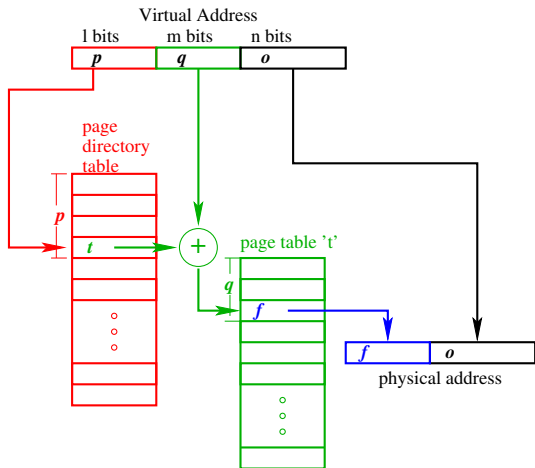 Virtual Address
l bits m bits n bits
p q o
page
directory
table
p
t
+
page table 't'
q
f
f o
physical address